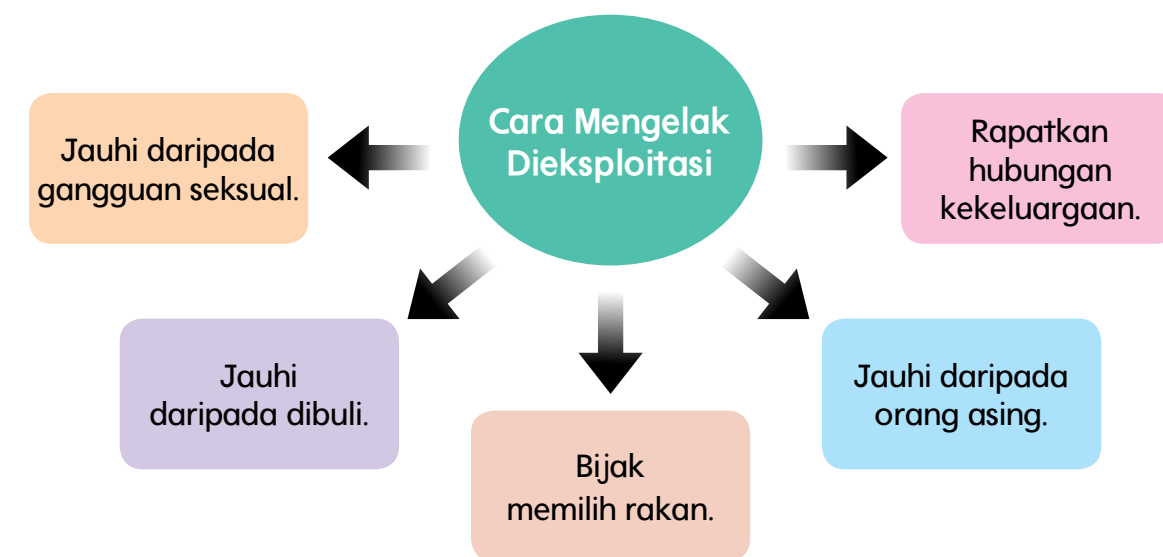 Cara Mengelak
Dieksploitasi
Jauhi daripada
gangguan seksual.
Rapatkan
hubungan
kekeluargaan.
Jauhi
daripada dibuli.
Jauhi daripada
orang asing.
Bijak
memilih rakan.